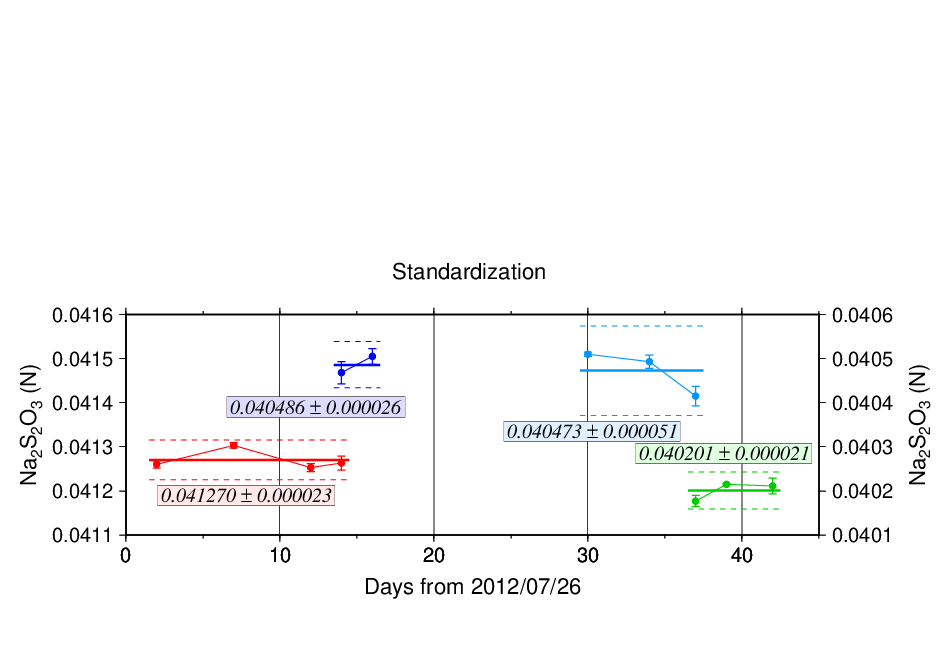 Standardization
0.0416
0.0415
0.0414
0.0413
0.0412
0.0411
Na2S2O3 (N)
0.0406
0.0405
0.0404
0.0403
0.0402
0.0401
Na2S2O3 (N)
0.040486 ± 0.000026
0.040473 ± 0.000051
0.040201 ± 0.000021
0.041270 ± 0.000023
0 10 20 30 40
Days from 2012/07/26